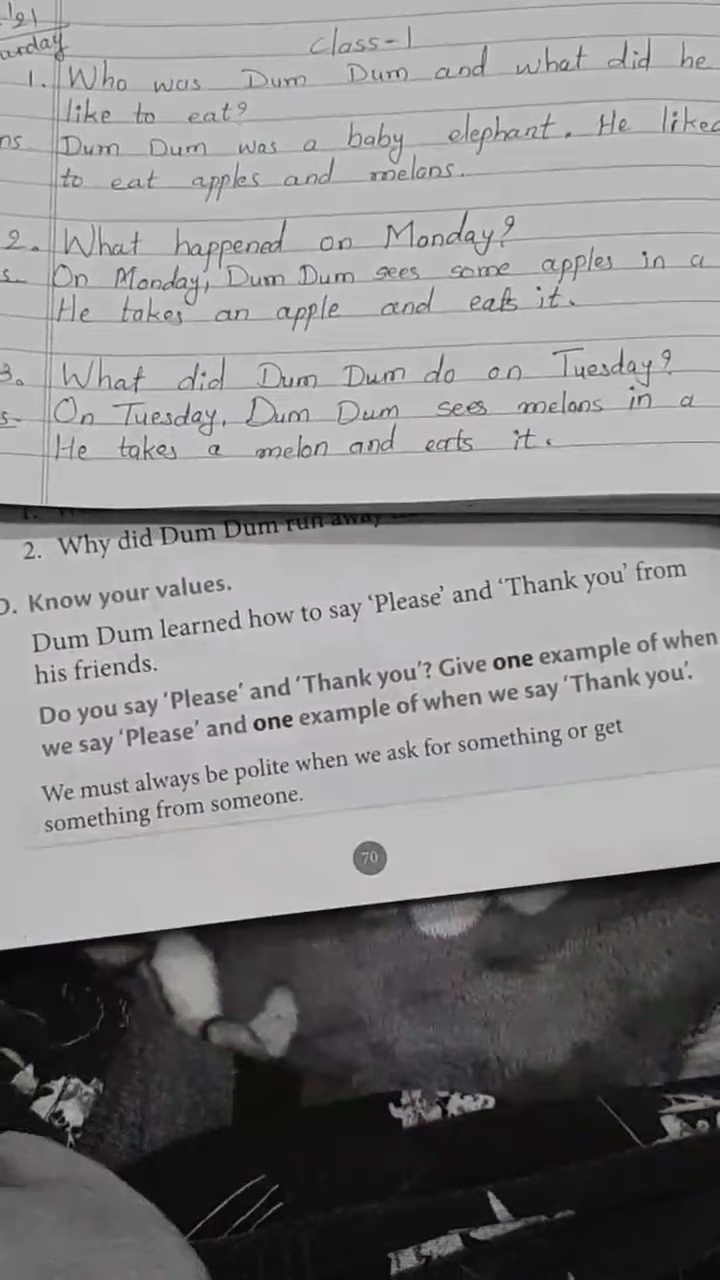 '21
Class-1
1. Who was Dum Dum and what did he
like to eat?
Dum Dum was a baby elephant. He liked
to eat apples and melons.
2. What happened on Monday?
On Monday, Dum Dum sees some apples in a
He takes an apple and eats it.
3. What did Dum Dum do on Tuesday?
On Tuesday, Dum Dum sees melons in a
He takes a melon and eats it.
2. Why did Dum Dum run away
D. Know your values.
Dum Dum learned how to say ‘Please’ and ‘Thank you’ from
his friends.
Do you say ‘Please’ and ‘Thank you’? Give one example of when
we say ‘Please’ and one example of when we say ‘Thank you’.
We must always be polite when we ask for something or get
something from someone.
70